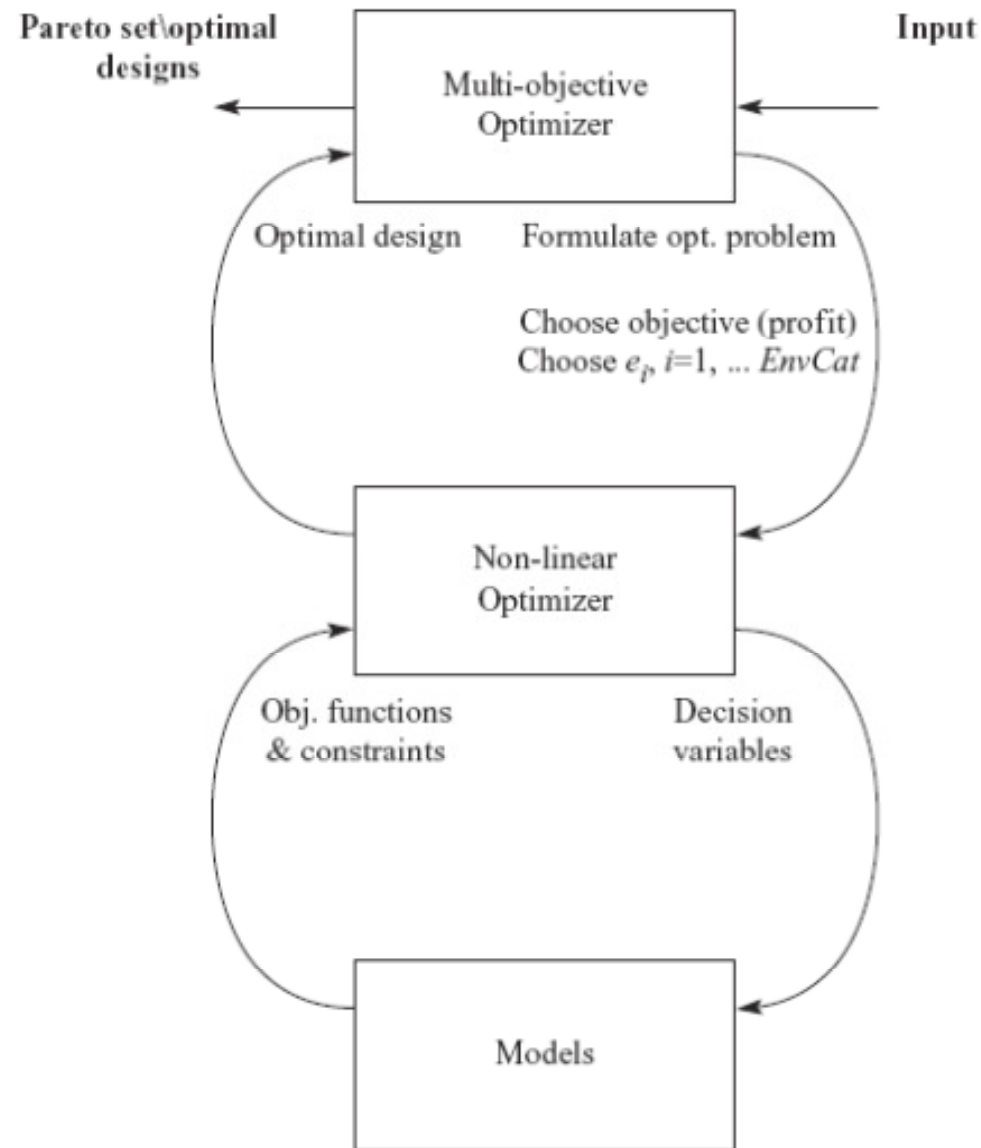 Pareto set\optimal
designs
Input
Multi-objective
Optimizer
Optimal design
Formulate opt. problem
Choose objective (profit)
Choose eᵢ, i=1, ... EnvCat
Non-linear
Optimizer
Obj. functions
& constraints
Decision
variables
Models